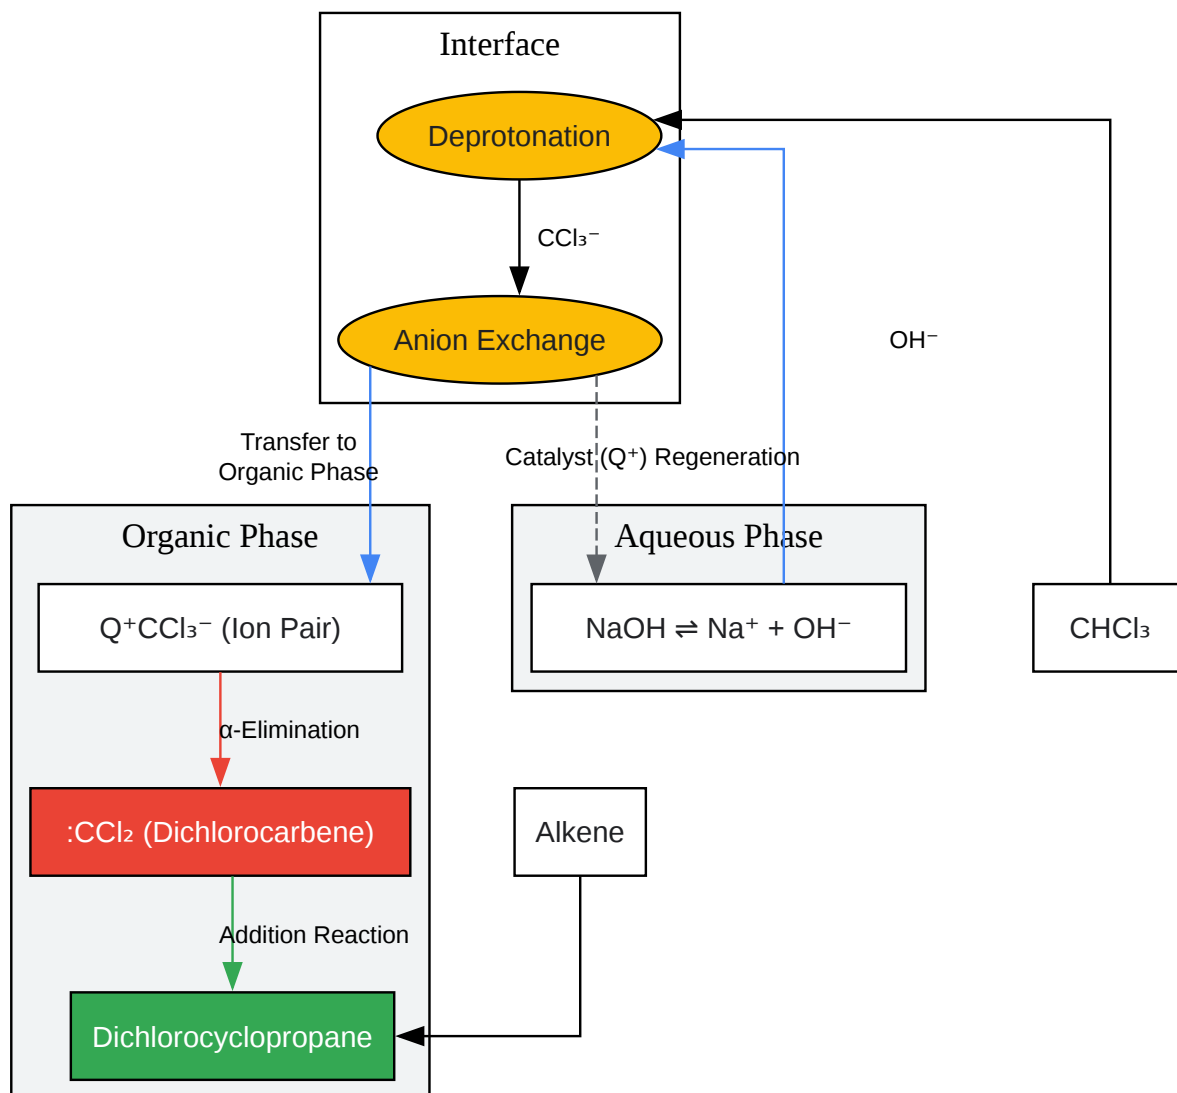 Interface
Deprotonation
CCl₃⁻
Anion Exchange
OH⁻
Transfer to
Organic Phase
Catalyst (Q⁺) Regeneration
Organic Phase
Aqueous Phase
Q⁺CCl₃⁻ (Ion Pair)
NaOH ⇌ Na⁺ + OH⁻
CHCl₃
α-Elimination
:CCl₂ (Dichlorocarbene)
Alkene
Addition Reaction
Dichlorocyclopropane